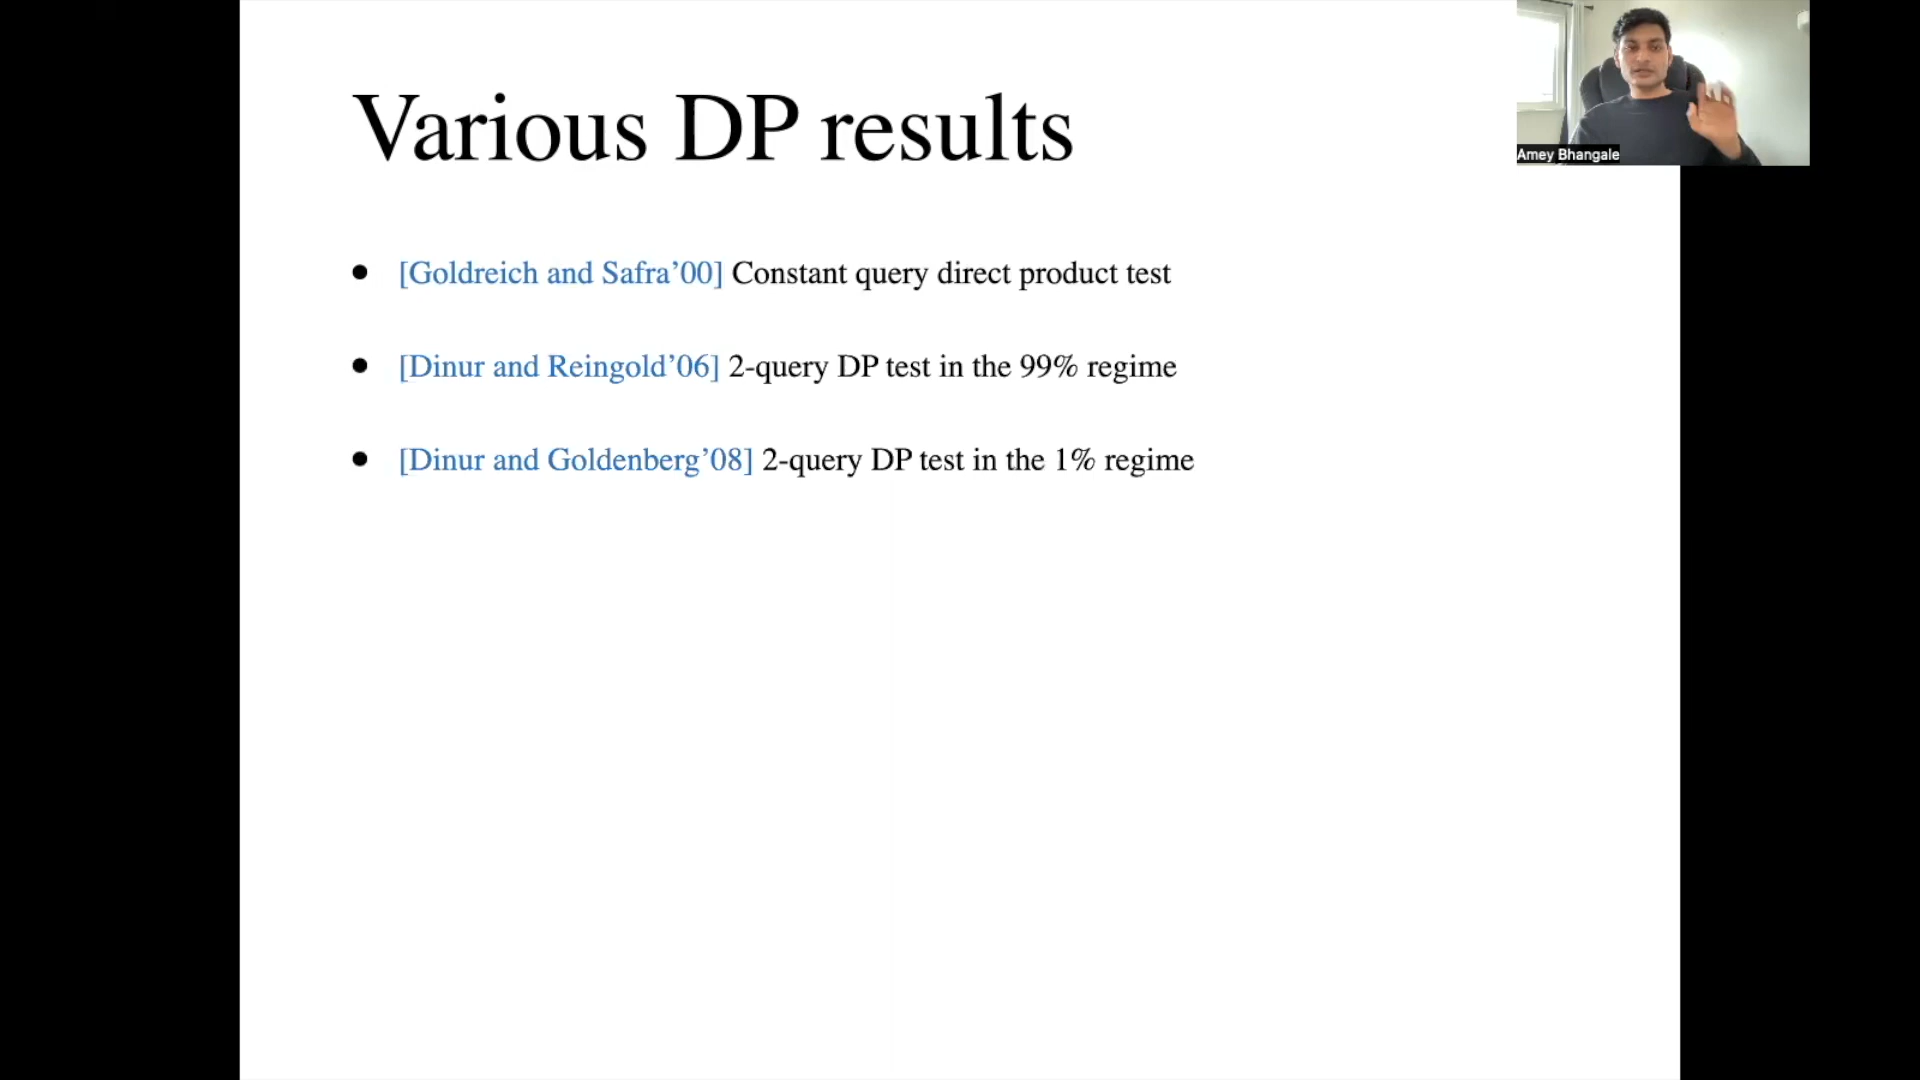 Various DP results
Amey Bhangale
• [Goldreich and Safra’00] Constant query direct product test
• [Dinur and Reingold’06] 2-query DP test in the 99% regime
• [Dinur and Goldenberg’08] 2-query DP test in the 1% regime